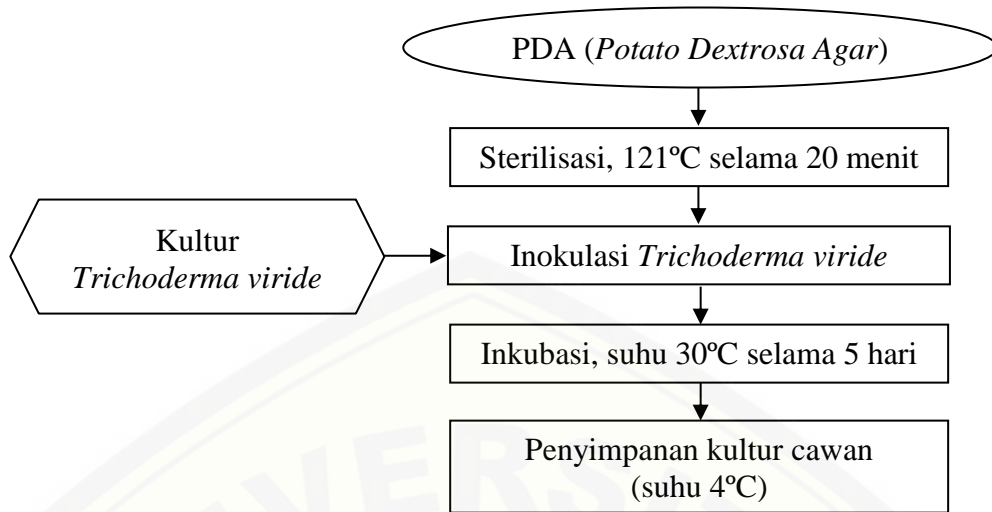 PDA (Potato Dextrosa Agar)
Sterilisasi, 121ºC selama 20 menit
Kultur
Trichoderma viride
Inokulasi Trichoderma viride
Inkubasi, suhu 30ºC selama 5 hari
Penyimpanan kultur cawan
(suhu 4ºC)